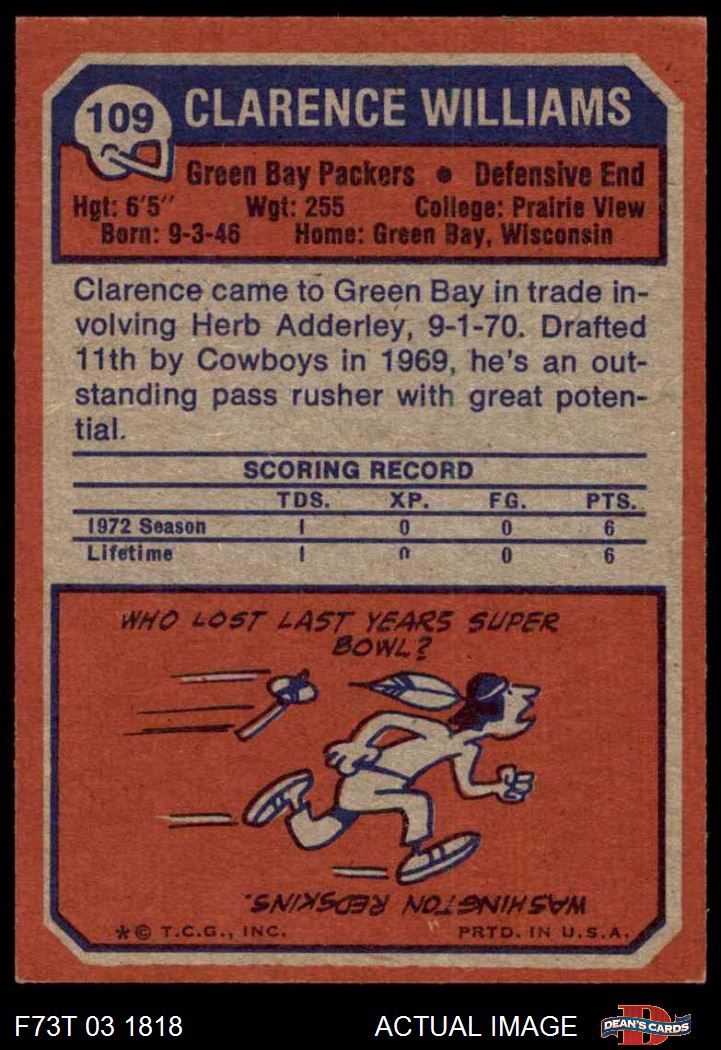 109 CLARENCE WILLIAMS
Green Bay Packers • Defensive End
Hgt: 6'5" Wgt: 255 College: Prairie View
Born: 9-3-46 Home: Green Bay, Wisconsin
Clarence came to Green Bay in trade in-
volving Herb Adderley, 9-1-70. Drafted
11th by Cowboys in 1969, he's an out-
standing pass rusher with great poten-
tial.
SCORING RECORD
TDS. XP. FG. PTS.
1972 Season 1 0 0 6
Lifetime 1 0 0 6
WHO LOST LAST YEARS SUPER
BOWL?
WASHINGTON REDSKINS.
*© T.C.G., INC. PRTD. IN U.S.A.
F73T 03 1818 ACTUAL IMAGE DEAN'S CARDS